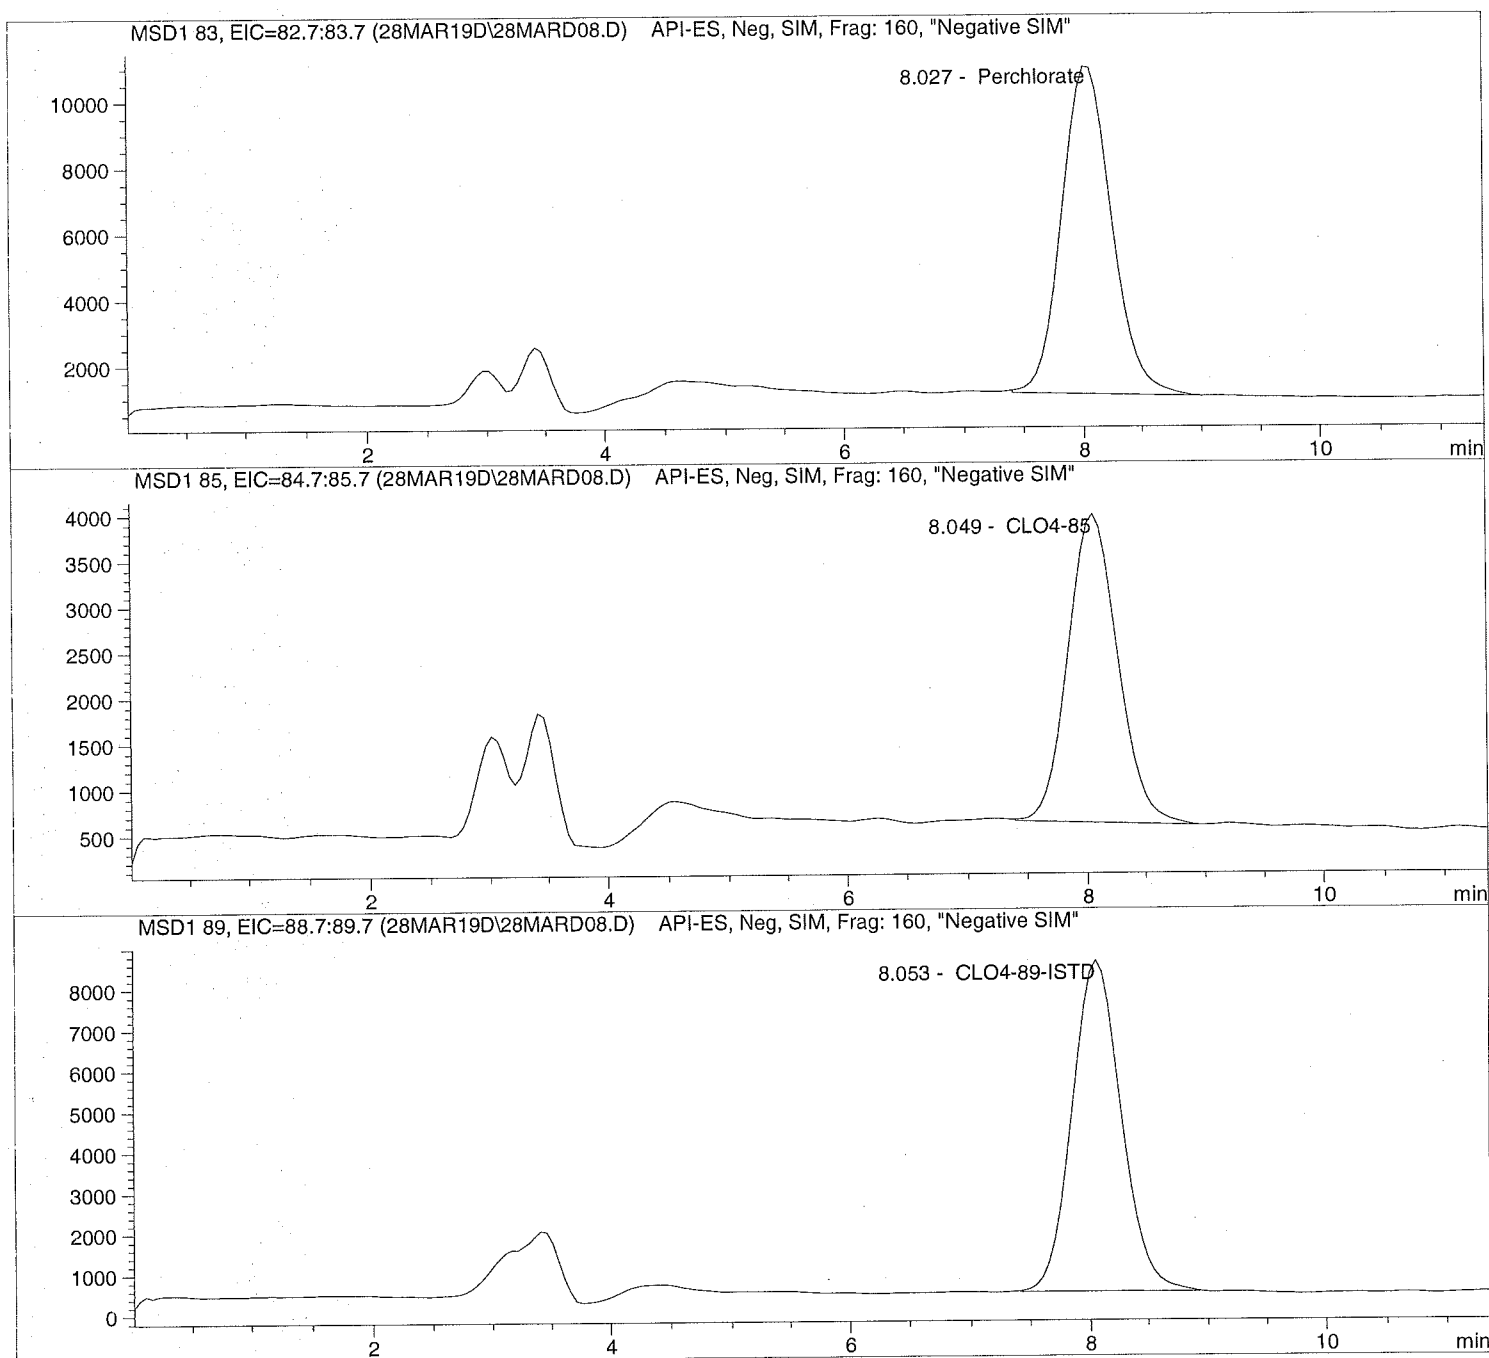 MSD1 83, EIC=82.7:83.7 (28MAR19D\28MARD08.D) API-ES, Neg, SIM, Frag: 160, "Negative SIM"
8.027 - Perchlorate
10000
8000
6000
4000
2000
2 4 6 8 10 min
MSD1 85, EIC=84.7:85.7 (28MAR19D\28MARD08.D) API-ES, Neg, SIM, Frag: 160, "Negative SIM"
4000
8.049 - CLO4-85
3500
3000
2500
2000
1500
1000
500
2 4 6 8 10 min
MSD1 89, EIC=88.7:89.7 (28MAR19D\28MARD08.D) API-ES, Neg, SIM, Frag: 160, "Negative SIM"
8.053 - CLO4-89-ISTD
8000
7000
6000
5000
4000
3000
2000
1000
0
2 4 6 8 10 min